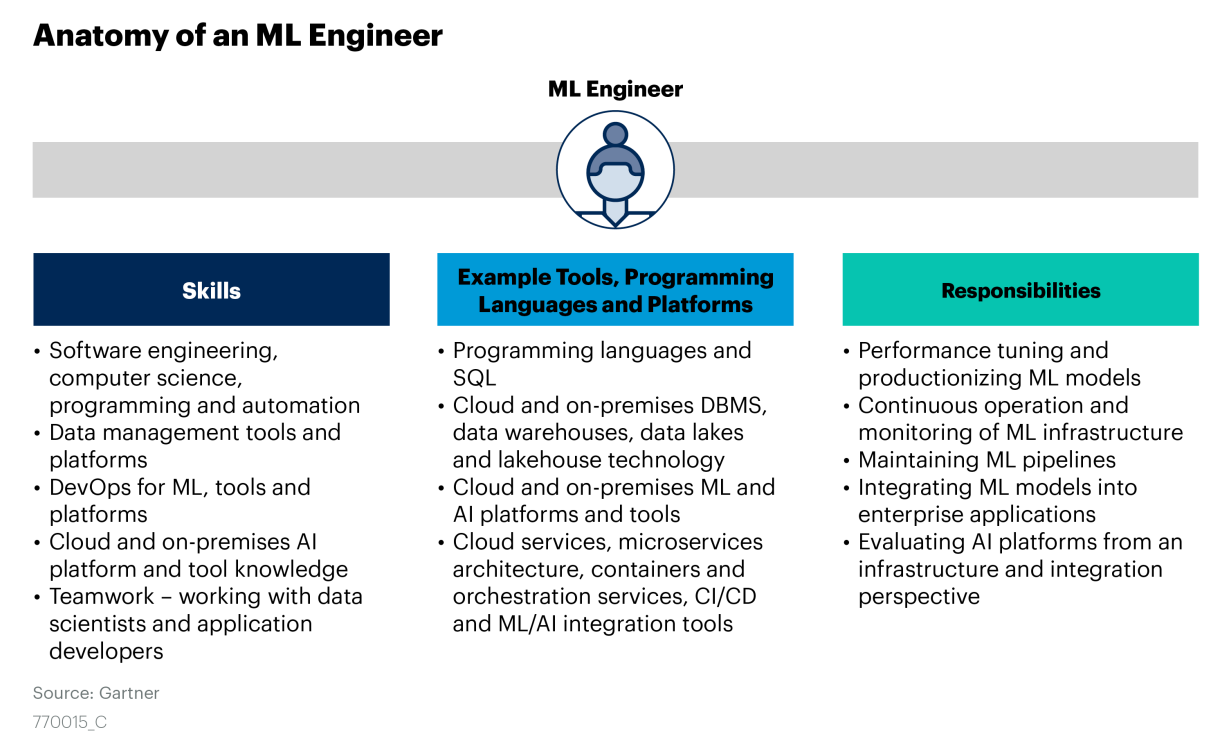 Anatomy of an ML Engineer
ML Engineer
Skills
• Software engineering,
computer science,
programming and automation
• Data management tools and
platforms
• DevOps for ML, tools and
platforms
• Cloud and on-premises AI
platform and tool knowledge
• Teamwork – working with data
scientists and application
developers
Example Tools, Programming
Languages and Platforms
• Programming languages and
SQL
• Cloud and on-premises DBMS,
data warehouses, data lakes
and lakehouse technology
• Cloud and on-premises ML and
AI platforms and tools
• Cloud services, microservices
architecture, containers and
orchestration services, CI/CD
and ML/AI integration tools
Responsibilities
• Performance tuning and
productionizing ML models
• Continuous operation and
monitoring of ML infrastructure
• Maintaining ML pipelines
• Integrating ML models into
enterprise applications
• Evaluating AI platforms from an
infrastructure and integration
perspective
Source: Gartner
770015_C